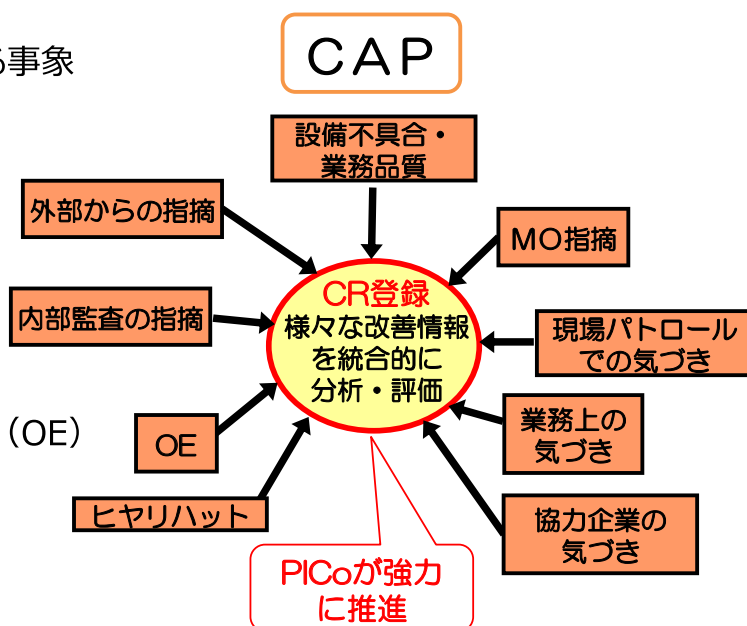 CAP
る事象
設備不具合・
業務品質
外部からの指摘
MO指摘
内部監査の指摘
CR登録
様々な改善情報
を統合的に
分析・評価
現場パトロール
での気づき
(OE)
OE
業務上の
気づき
ヒヤリハット
協力企業の
気づき
PICoが強力
に推進